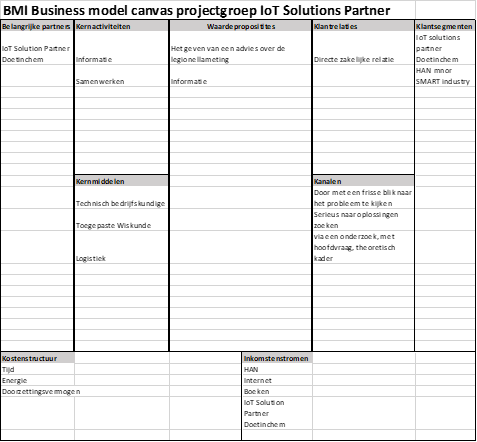 BMI Business model canvas projectgroep IoT Solutions Partner
Belangrijke partners
Kernactiviteiten
Waardepropositites
Klantrelaties
Klantsegmenten
IoT Solution Partner
Doetinchem
Informatie
Samenwerken
Het geven van een advies over de
legionellameting
Informatie
Directe zakelijke relatie
IoT solutions
partner
Doetinchem
HAN mnor
SMART industry
Kernmiddelen
Technisch bedrijfskundige
Toegepaste Wiskunde
Logistiek
Kanalen
Door met een frisse blik naar
het probleem te kijken
Serieus naar oplossingen
zoeken
via een onderzoek, met
hoofdvraag, theoretisch
kader
Kostenstructuur
Tijd
Energie
Doorzettingsvermogen
Inkomstenstromen
HAN
Internet
Boeken
IoT Solution
Partner
Doetinchem